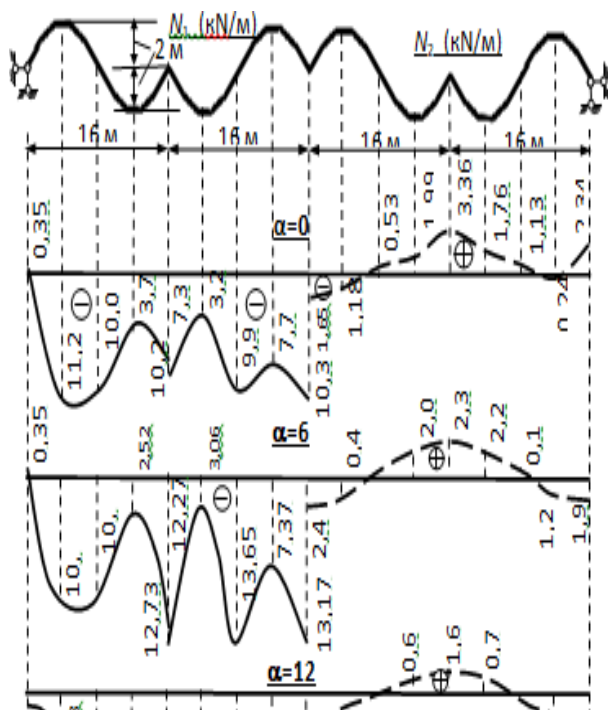 N₁ (кN/м) N₂ (кN/м)
2 м
16 м 16 м 16 м 16 м
0,35 0,53 3,36 1,76 1,13
α=0
11,2 10,0 3,7 10,2 7,3 3,2 9,9 7,7 10,3 1,65 1,18
0,35 2,52 3,06 0,4 2,0 2,3 2,2 0,1
α=6
12,73 12,27 13,65 7,37 13,17 2,4 1,2 1,9
0,6 1,6 0,7
α=12